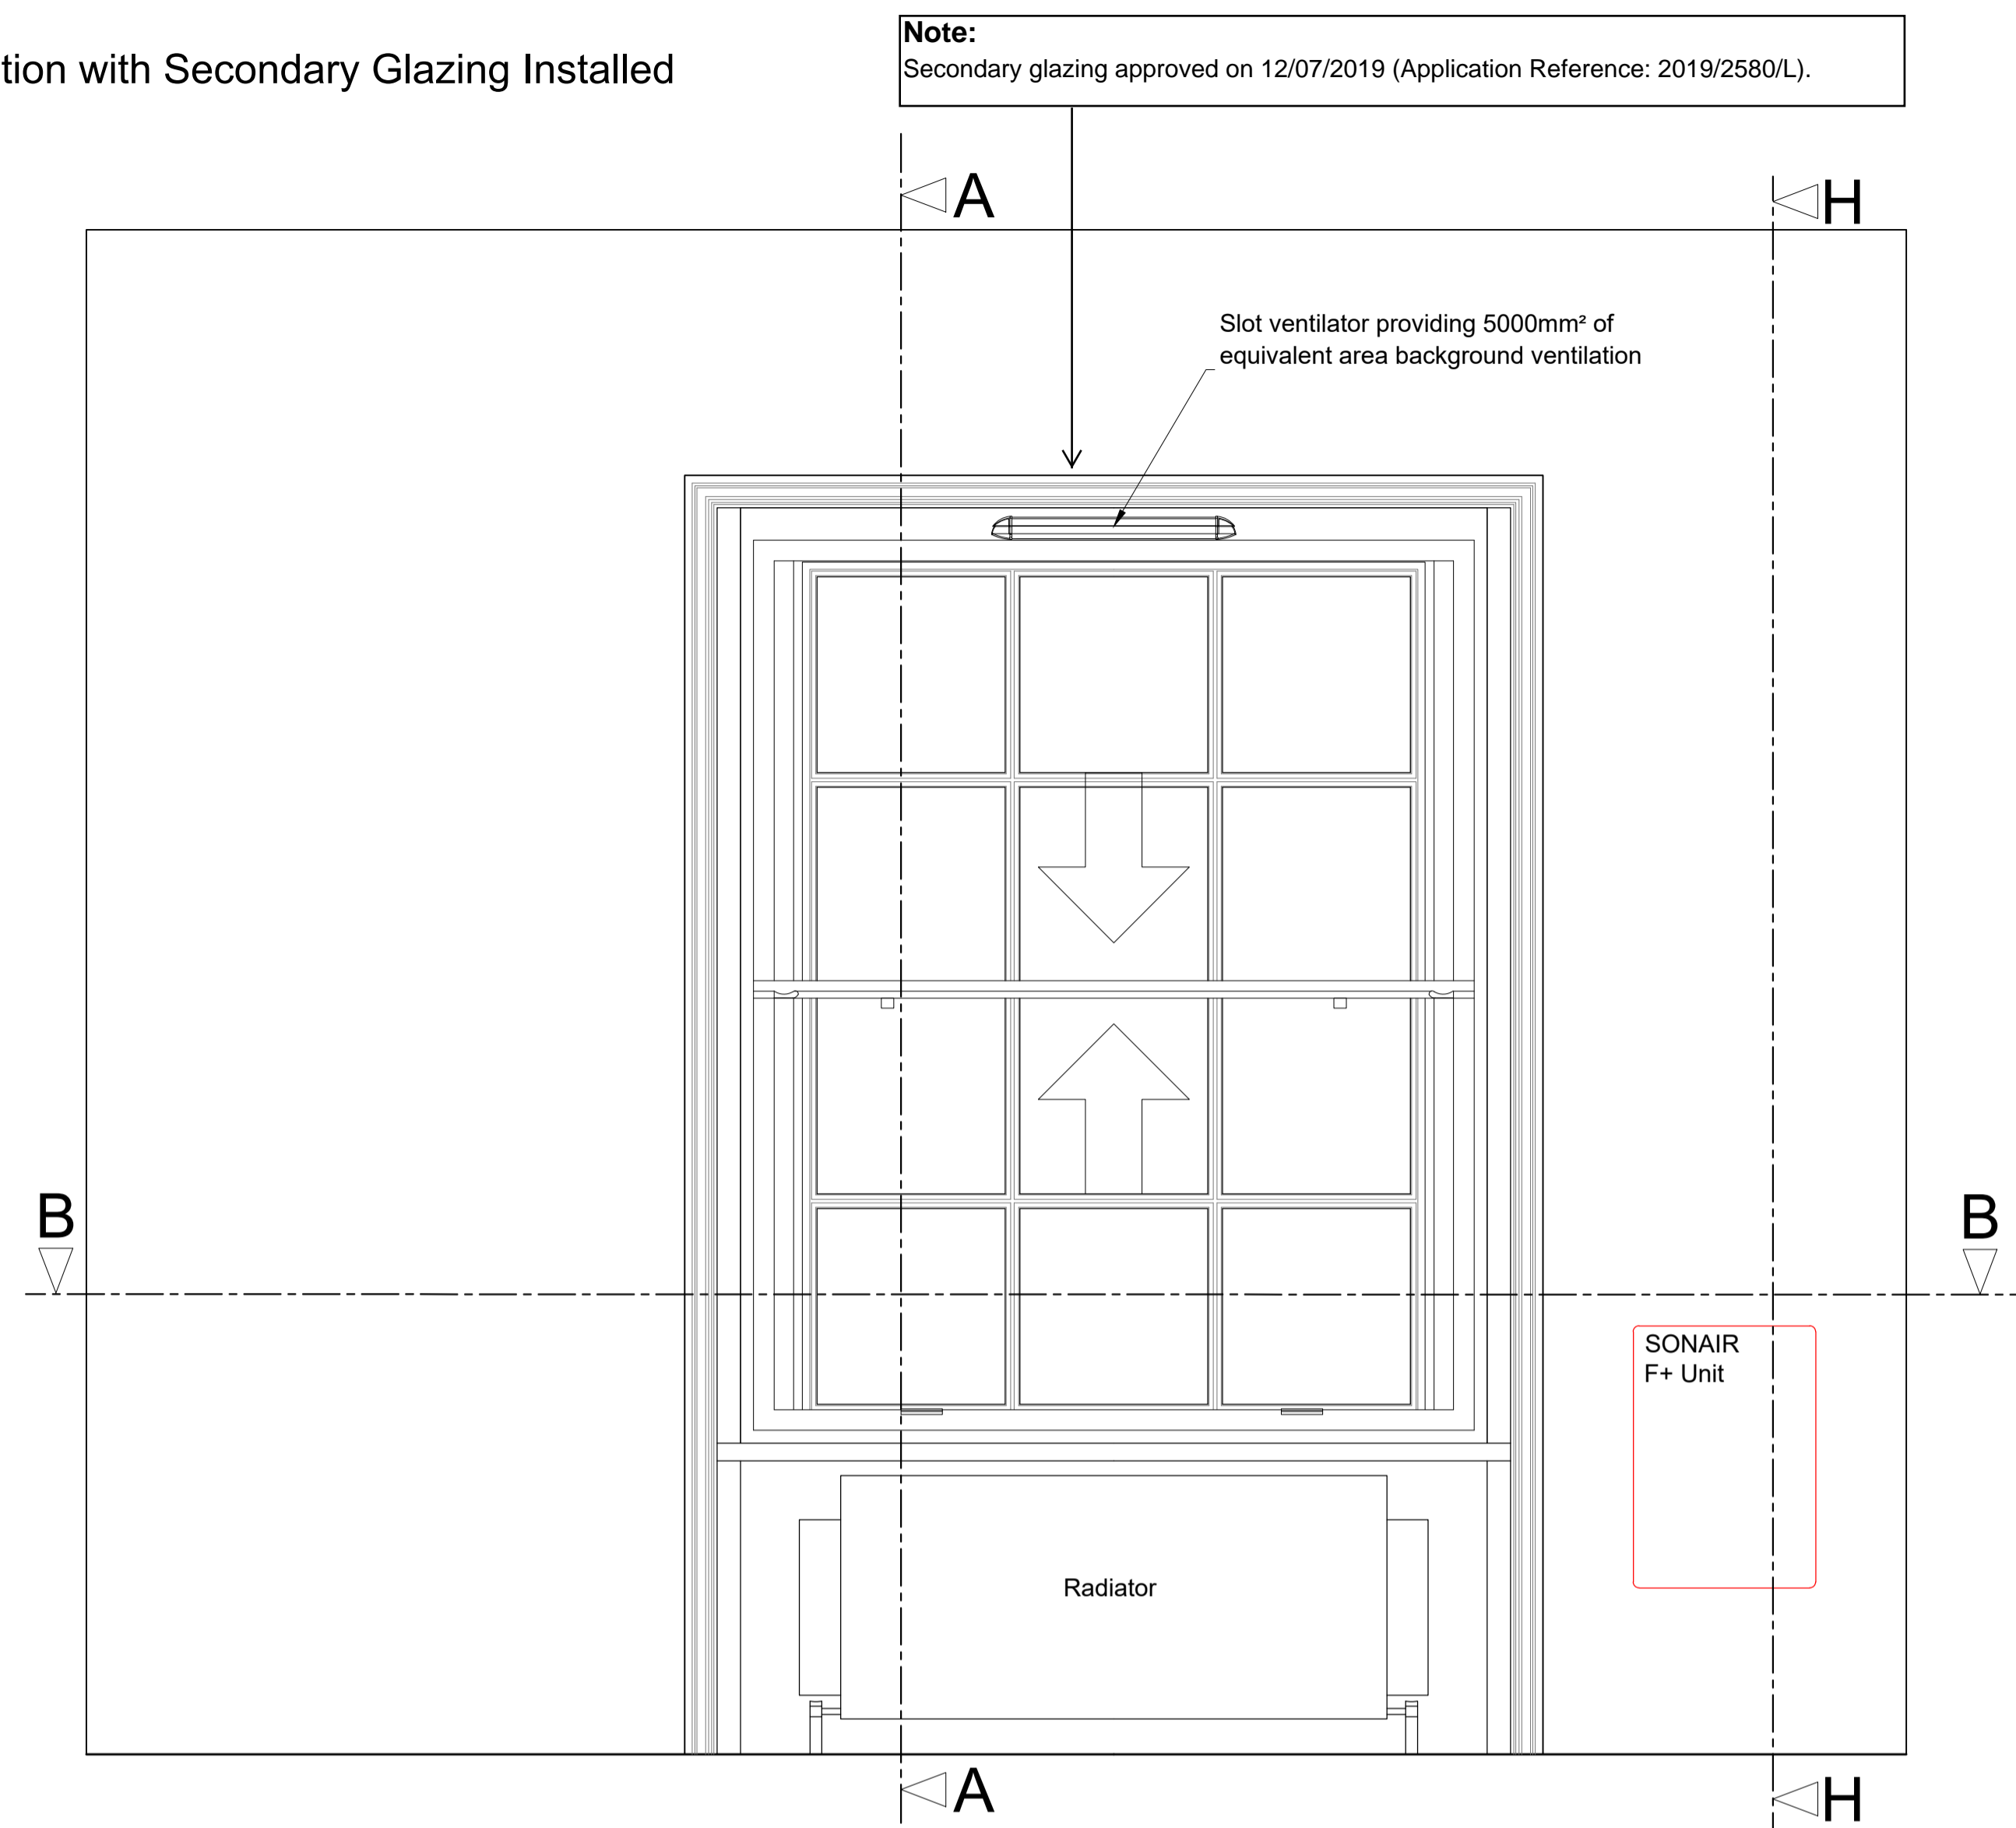 tion with Secondary Glazing Installed
Note:
Secondary glazing approved on 12/07/2019 (Application Reference: 2019/2580/L).
A
H
Slot ventilator providing 5000mm² of
equivalent area background ventilation
B
B
SONAIR
F+ Unit
Radiator
A
H